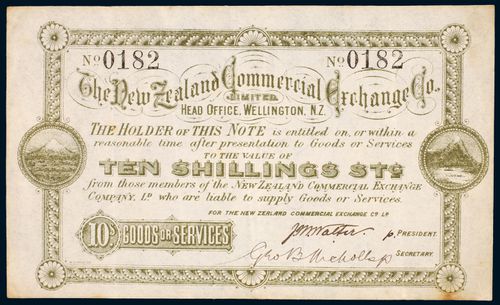 No 0182 No 0182
The New Zealand Commercial Exchange Co.
LIMITED.
HEAD OFFICE, WELLINGTON, N.Z.
THE HOLDER OF THIS NOTE is entitled on, or within a
reasonable time after presentation to Goods or Services
TO THE VALUE OF
TEN SHILLINGS STG
from those members of the NEW ZEALAND COMMERCIAL EXCHANGE
COMPANY, LD who are liable to supply Goods or Services.
FOR THE NEW ZEALAND COMMERCIAL EXCHANGE CO LD
PRESIDENT.
10S GOODS OR SERVICES
Geo B Nicholls SECRETARY.